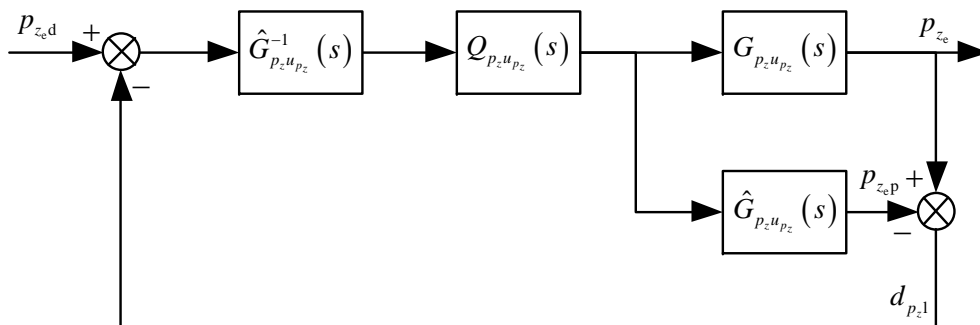 p_{z_e d}
+
−
Ĝ^{-1}_{p_z u_{p_z}}(s)
Q_{p_z u_{p_z}}(s)
G_{p_z u_{p_z}}(s)
p_{z_e}
Ĝ_{p_z u_{p_z}}(s)
p_{z_e p}
+
−
d_{p_z 1}